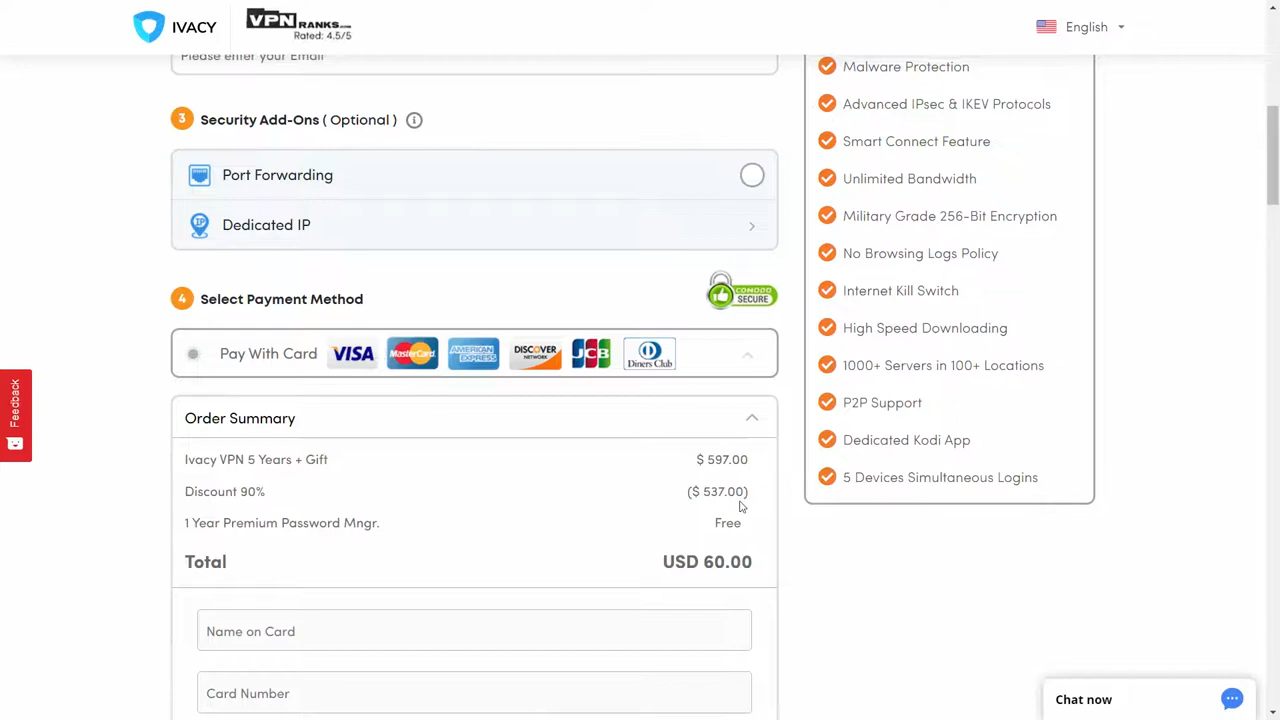 IVACY
VPN RANKS.com
Rated: 4.5/5
English
Please enter your Email
3 Security Add-Ons ( Optional )
Port Forwarding
IP Dedicated IP
4 Select Payment Method
COMODO
SECURE
Pay With Card VISA MasterCard AMERICAN EXPRESS DISCOVER NETWORK JCB Diners Club
Order Summary
Ivacy VPN 5 Years + Gift $ 597.00
Discount 90% ($ 537.00)
1 Year Premium Password Mngr. Free
Total USD 60.00
Name on Card
Card Number
Malware Protection
Advanced IPsec & IKEV Protocols
Smart Connect Feature
Unlimited Bandwidth
Military Grade 256-Bit Encryption
No Browsing Logs Policy
Internet Kill Switch
High Speed Downloading
1000+ Servers in 100+ Locations
P2P Support
Dedicated Kodi App
5 Devices Simultaneous Logins
Feedback
Chat now